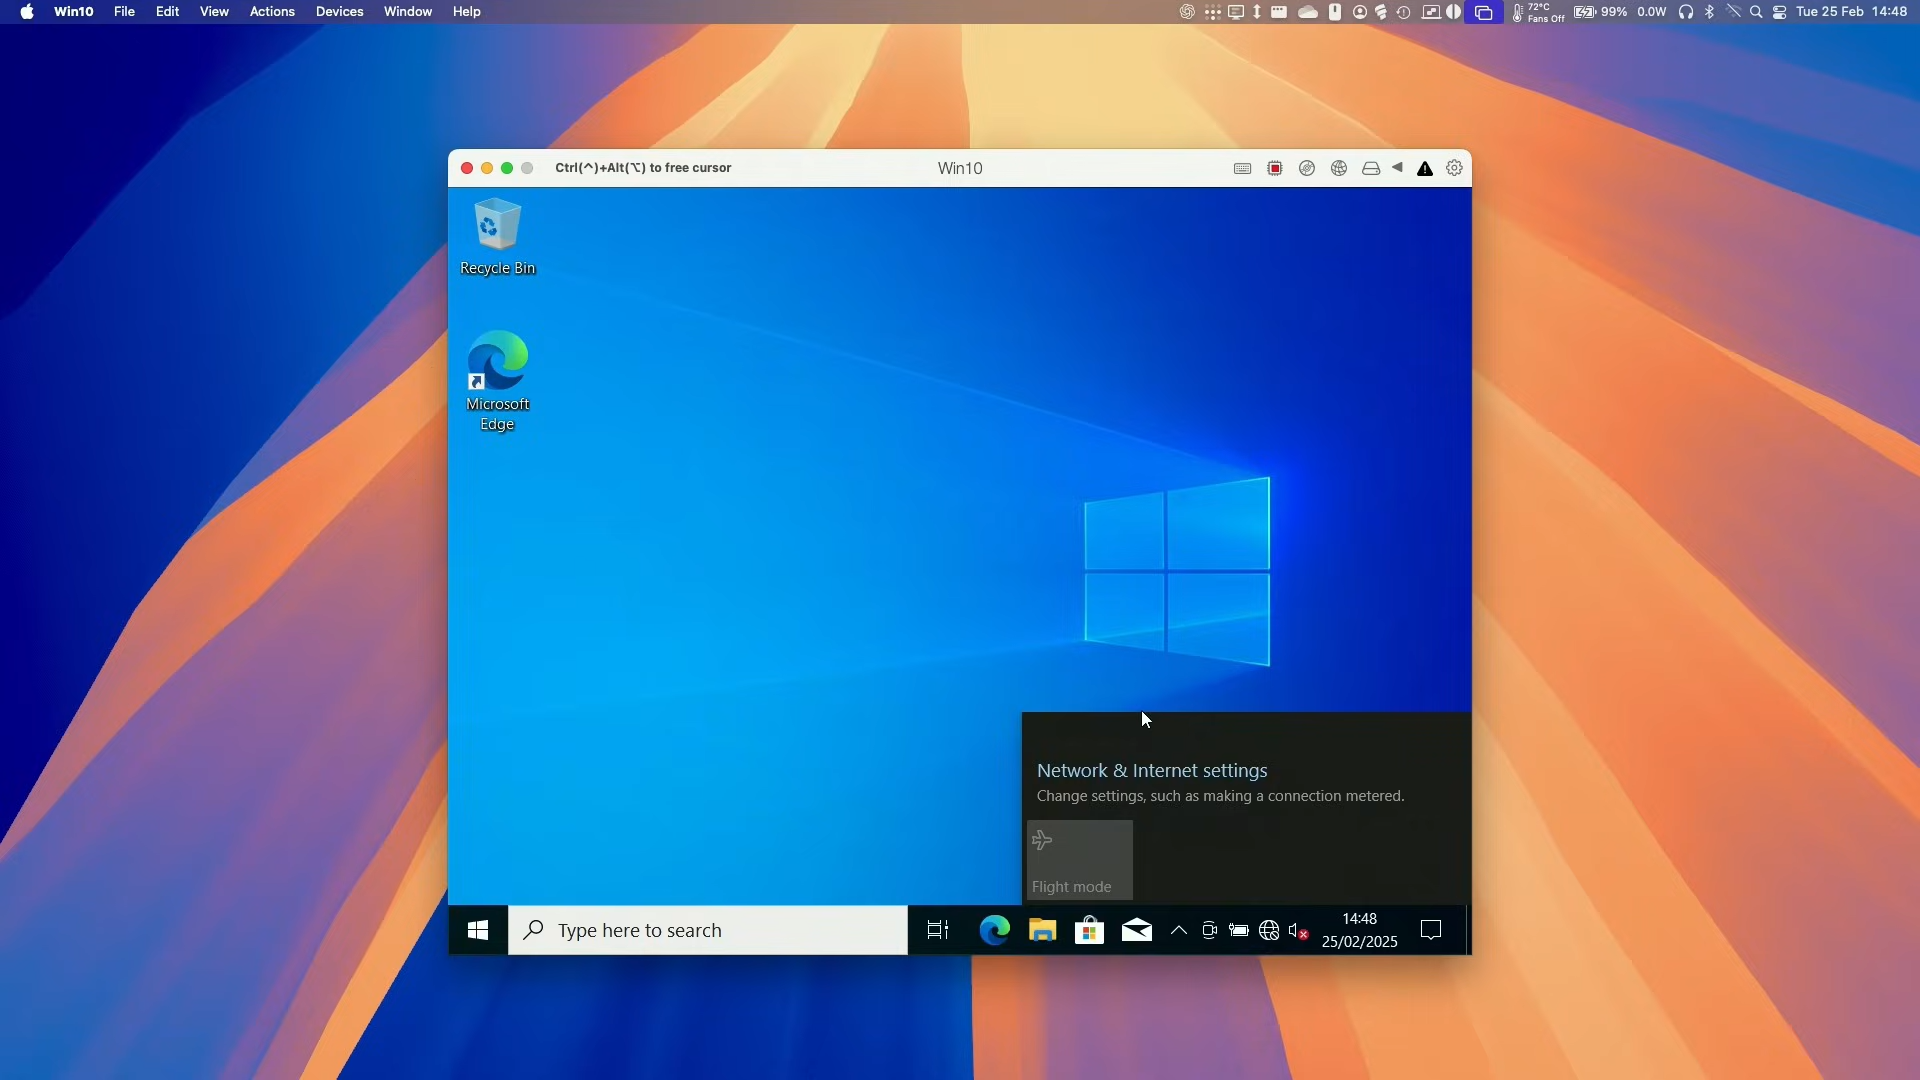 Win10 File Edit View Actions Devices Window Help
72°C
Fans Off
99% 0.0W Tue 25 Feb 14:48
Ctrl(^)+Alt(⌥) to free cursor Win10
Recycle Bin
Microsoft
Edge
Network & Internet settings
Change settings, such as making a connection metered.
Flight mode
Type here to search
14:48
25/02/2025